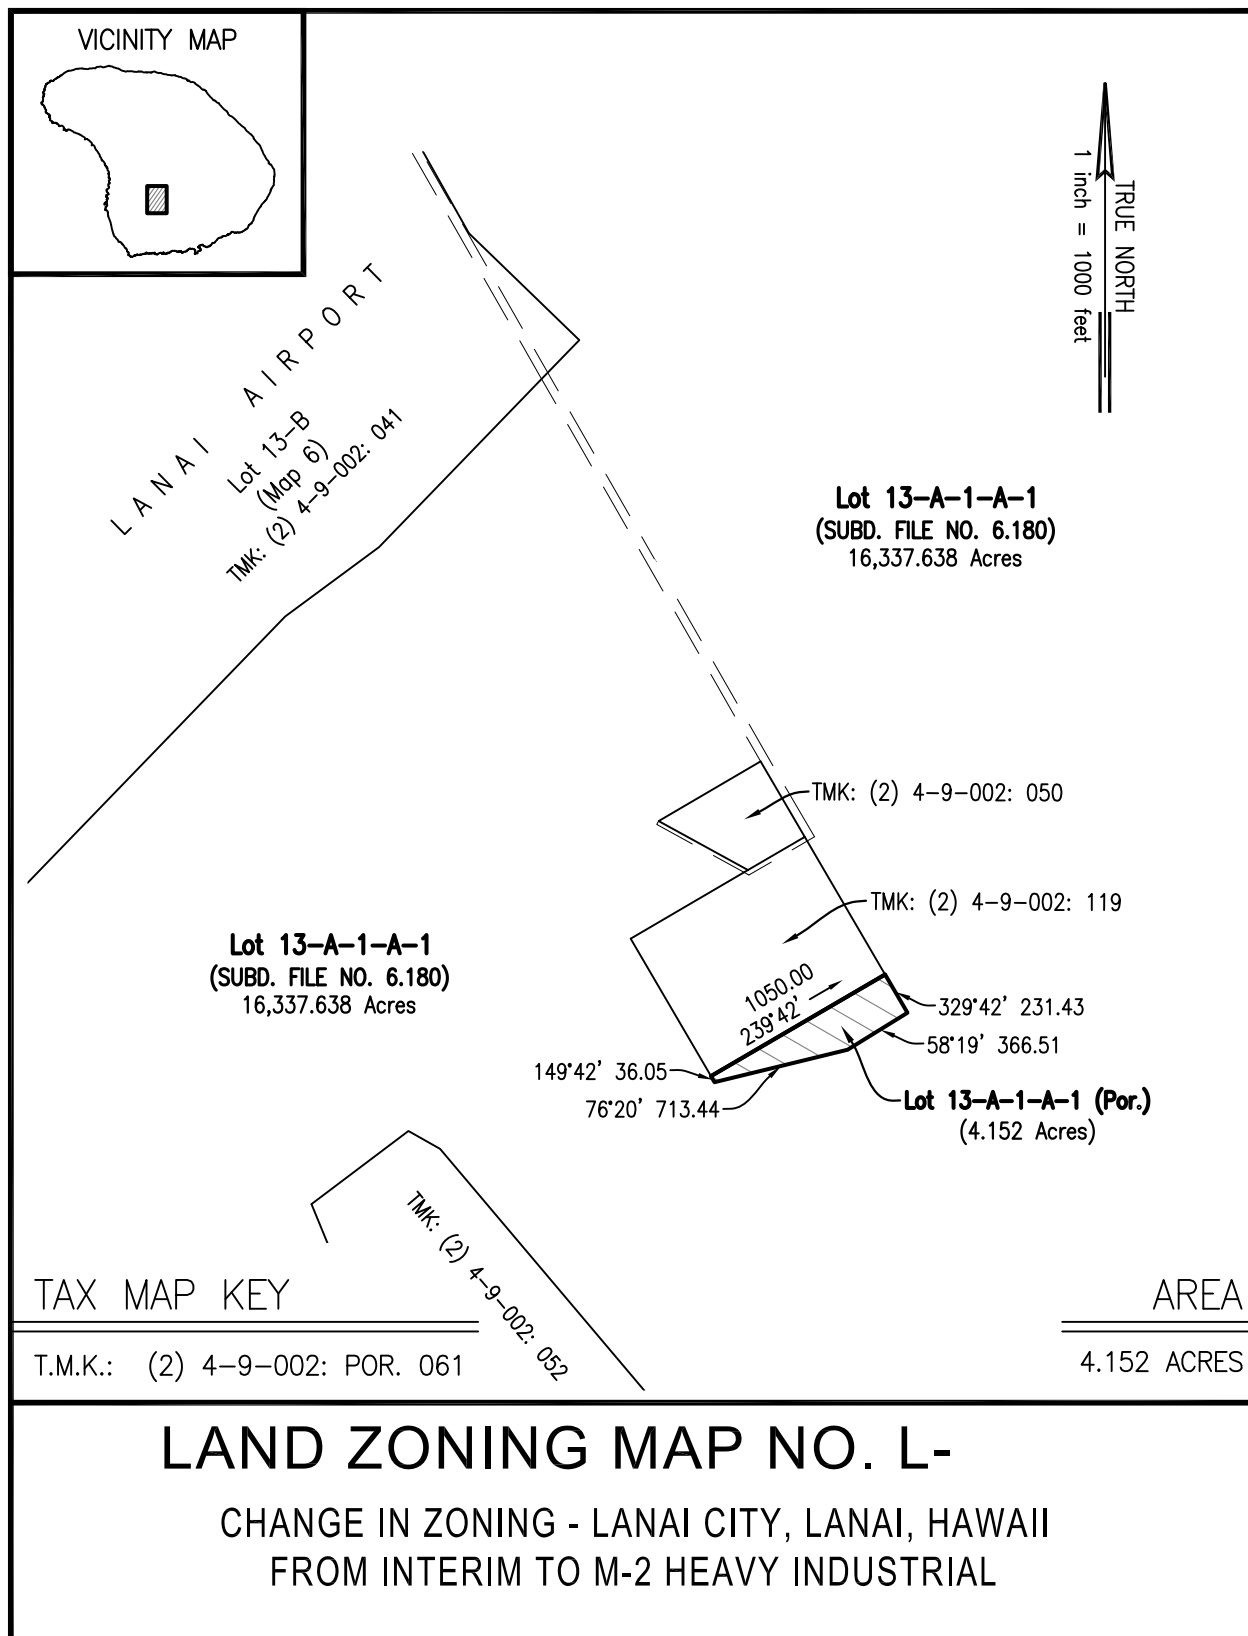 VICINITY MAP
TRUE NORTH
1 inch = 1000 feet
LANAI AIRPORT
Lot 13-B
(Map 6)
TMK: (2) 4-9-002: 041
Lot 13-A-1-A-1
(SUBD. FILE NO. 6.180)
16,337.638 Acres
TMK: (2) 4-9-002: 050
TMK: (2) 4-9-002: 119
Lot 13-A-1-A-1
(SUBD. FILE NO. 6.180)
16,337.638 Acres
1050.00
239°42'
329°42' 231.43
58°19' 366.51
149°42' 36.05
76°20' 713.44
Lot 13-A-1-A-1 (Por.)
(4.152 Acres)
TMK: (2) 4-9-002: 052
TAX MAP KEY
T.M.K.: (2) 4-9-002: POR. 061
AREA
4.152 ACRES
LAND ZONING MAP NO. L-
CHANGE IN ZONING - LANAI CITY, LANAI, HAWAII
FROM INTERIM TO M-2 HEAVY INDUSTRIAL